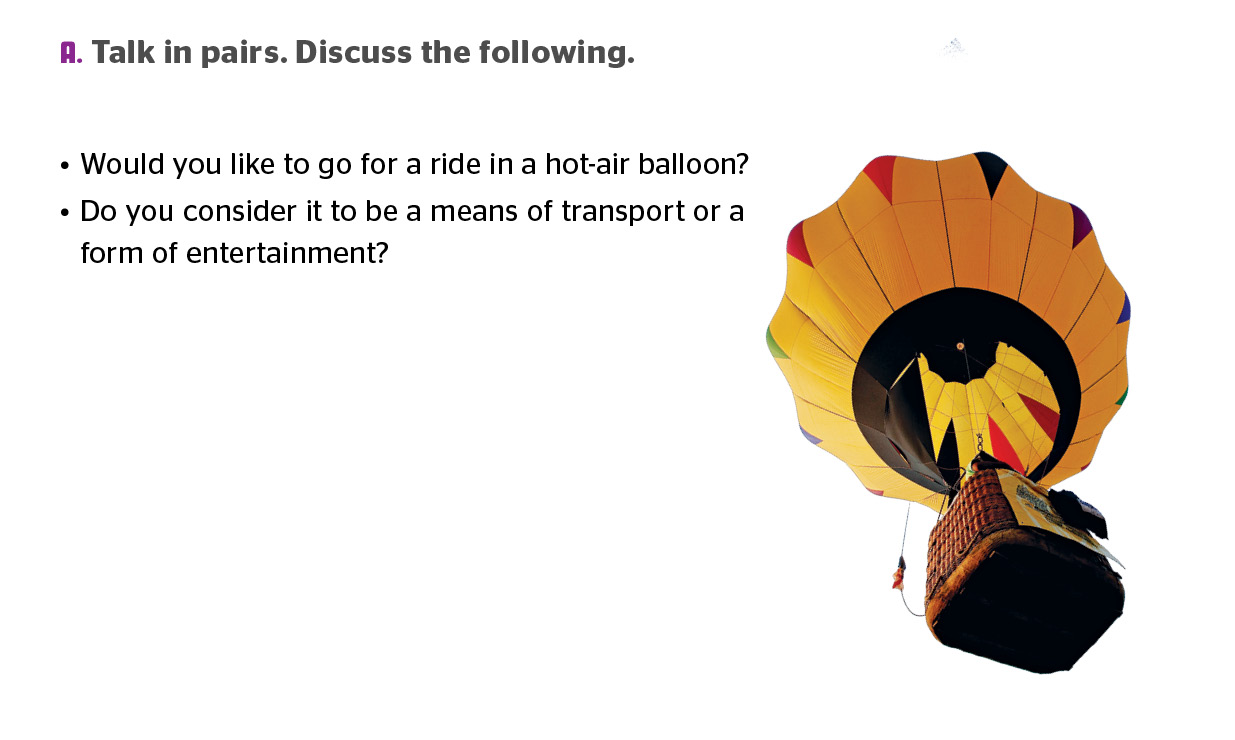 A. Talk in pairs. Discuss the following.
• Would you like to go for a ride in a hot-air balloon?
• Do you consider it to be a means of transport or a
form of entertainment?